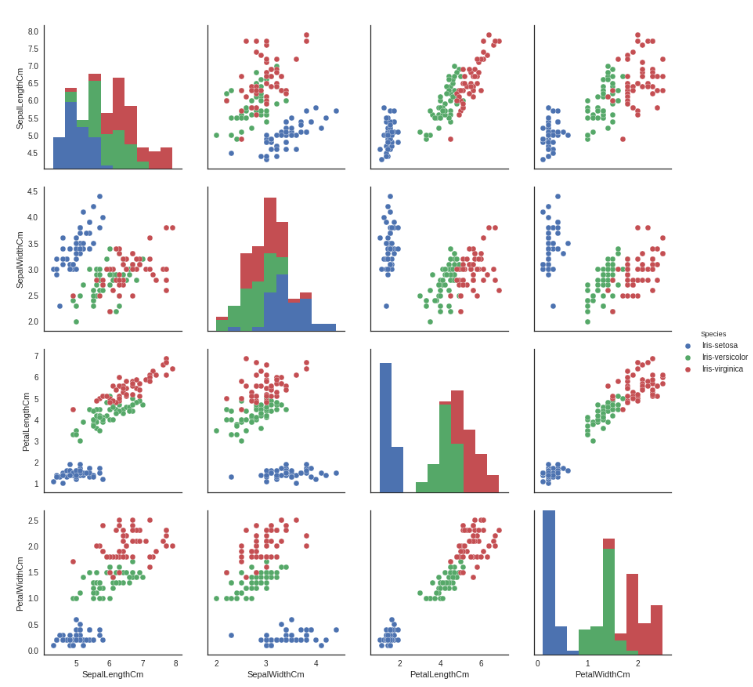 8.0
7.5
7.0
6.5
6.0
5.5
5.0
4.5
SepalLengthCm
4.5
4.0
3.5
3.0
2.5
2.0
SepalWidthCm
Species
Iris-setosa
Iris-versicolor
Iris-virginica
7
6
5
4
3
2
1
PetalLengthCm
2.5
2.0
1.5
1.0
0.5
0.0
PetalWidthCm
5 6 7 8
2 3 4
2 4 6
0 1 2
SepalLengthCm
SepalWidthCm
PetalLengthCm
PetalWidthCm